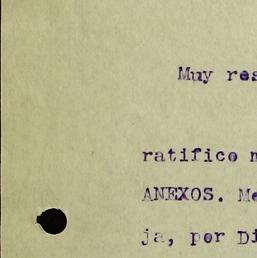 Muy res
ratifico
ANEXOS. Me
ja, por Di